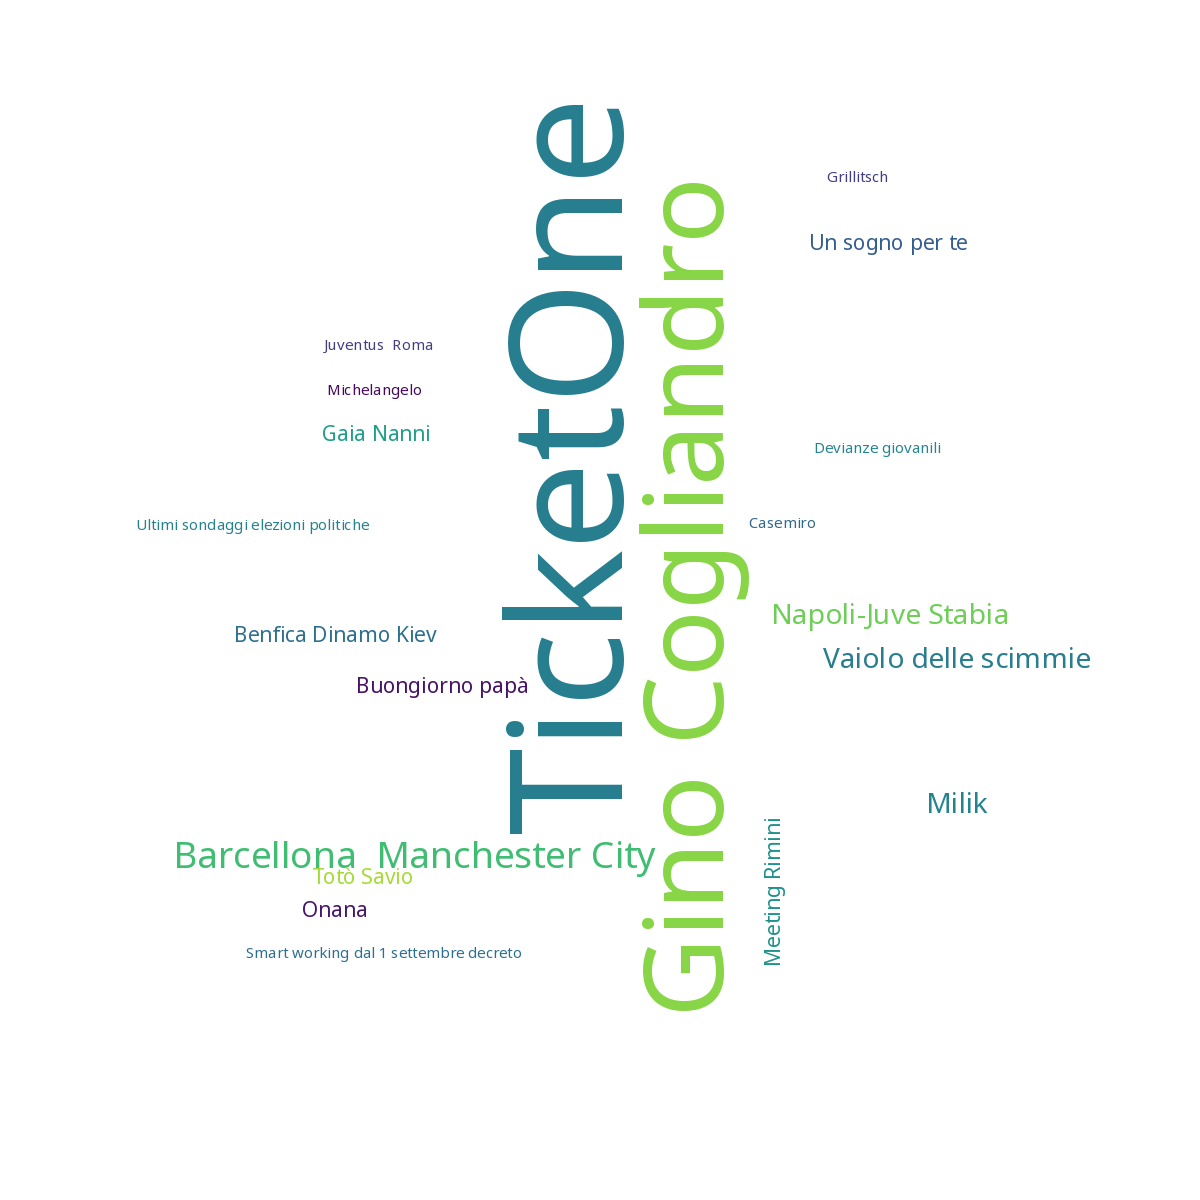 TicketOne
Gino Cogliandro
Grillitsch
Un sogno per te
Juventus  Roma
Michelangelo
Gaia Nanni
Devianze giovanili
Ultimi sondaggi elezioni politiche
Casemiro
Napoli-Juve Stabia
Benfica Dinamo Kiev
Vaiolo delle scimmie
Buongiorno papà
Milik
Barcellona  Manchester City
Totò Savio
Onana
Meeting Rimini
Smart working dal 1 settembre decreto